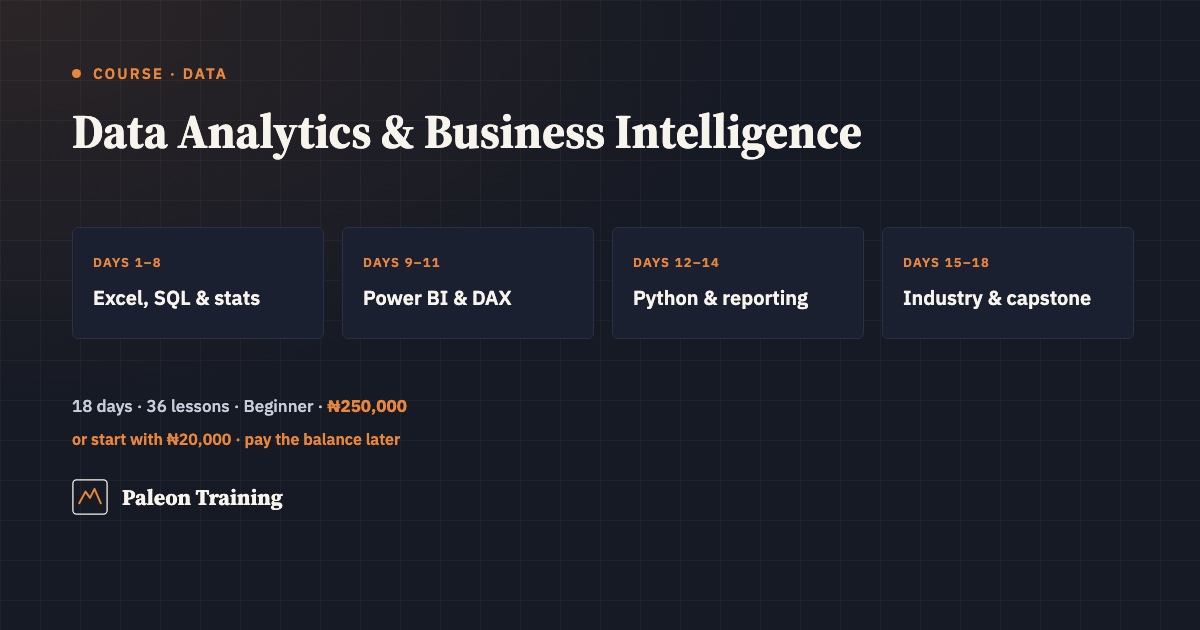 COURSE · DATA
Data Analytics & Business Intelligence
DAYS 1–8
Excel, SQL & stats
DAYS 9–11
Power BI & DAX
DAYS 12–14
Python & reporting
DAYS 15–18
Industry & capstone
18 days · 36 lessons · Beginner · ₦250,000
or start with ₦20,000 · pay the balance later
Paleon Training